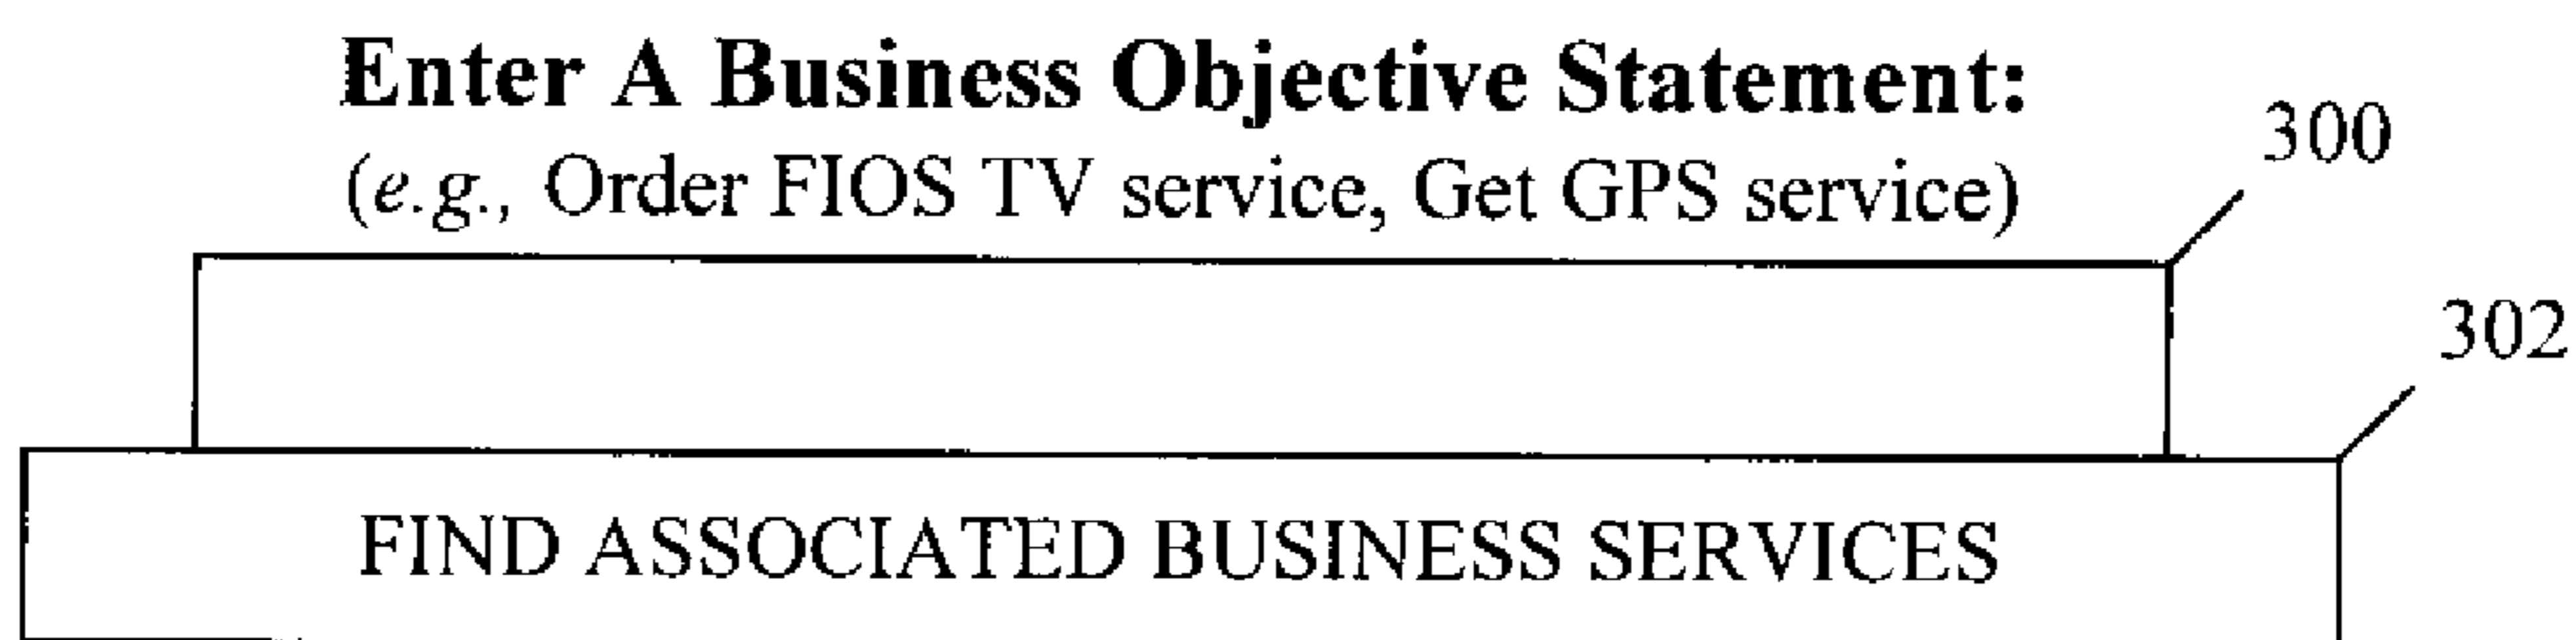 Enter A Business Objective Statement:
(e.g., Order FIOS TV service, Get GPS service)
300
302
FIND ASSOCIATED BUSINESS SERVICES